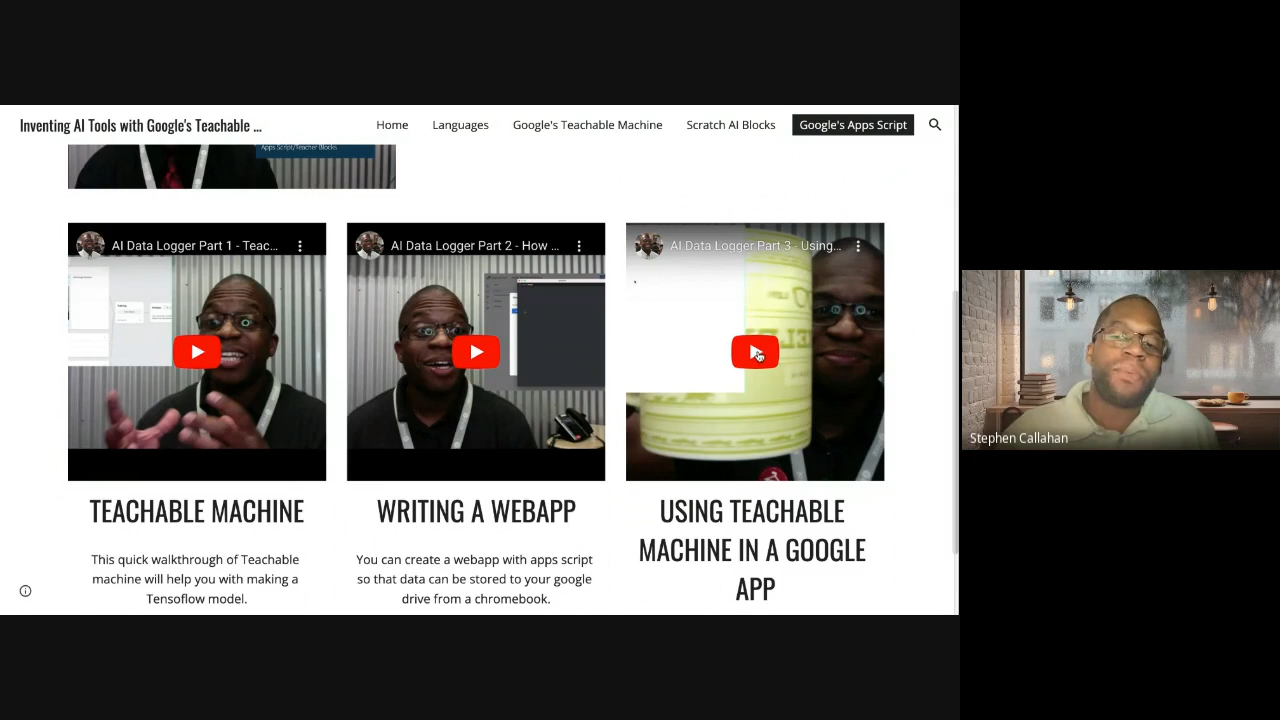 Inventing AI Tools with Google's Teachable ...
Home
Languages
Google's Teachable Machine
Scratch AI Blocks
Google's Apps Script
Apps Script/Teacher Blocks
AI Data Logger Part 1 - Teac...
AI Data Logger Part 2 - How ...
AI Data Logger Part 3 - Using...
TEACHABLE MACHINE
WRITING A WEBAPP
USING TEACHABLE
MACHINE IN A GOOGLE
APP
This quick walkthrough of Teachable
machine will help you with making a
Tensoflow model.
You can create a webapp with apps script
so that data can be stored to your google
drive from a chromebook.
Stephen Callahan